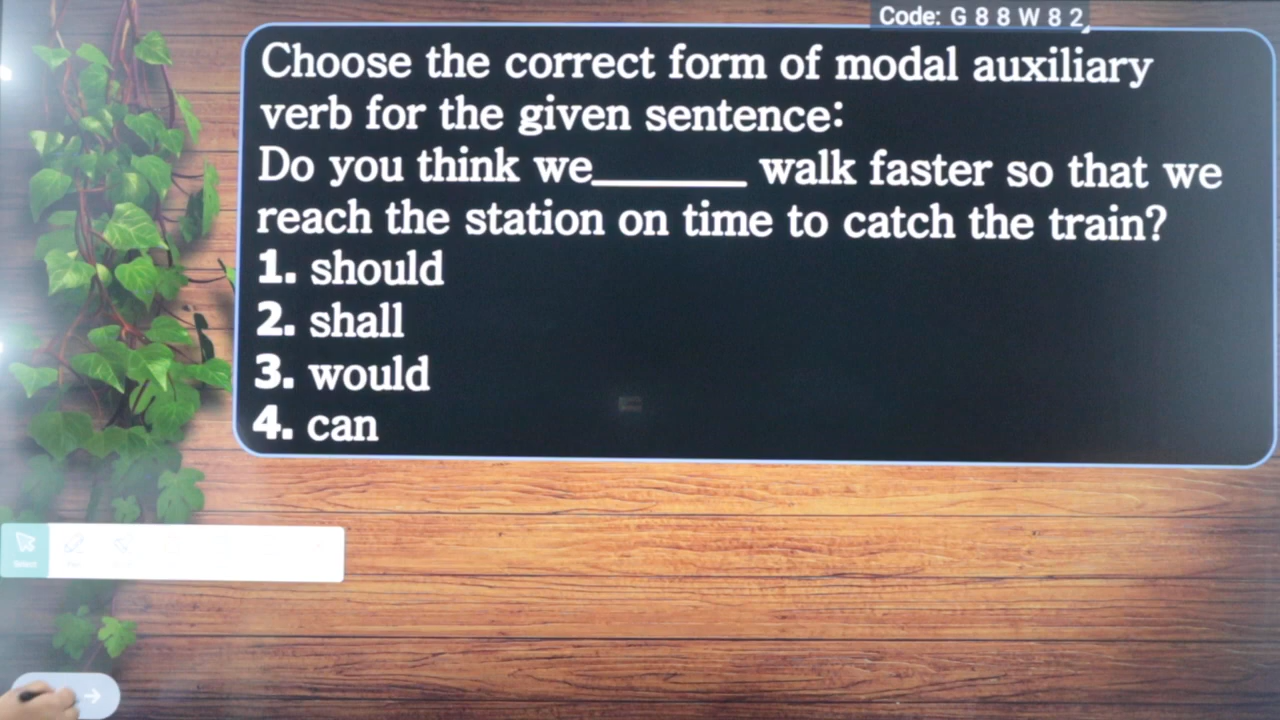 Code: G 8 8 W 8 2
Choose the correct form of modal auxiliary
verb for the given sentence:
Do you think we_______ walk faster so that we
reach the station on time to catch the train?
1. should
2. shall
3. would
4. can
Select